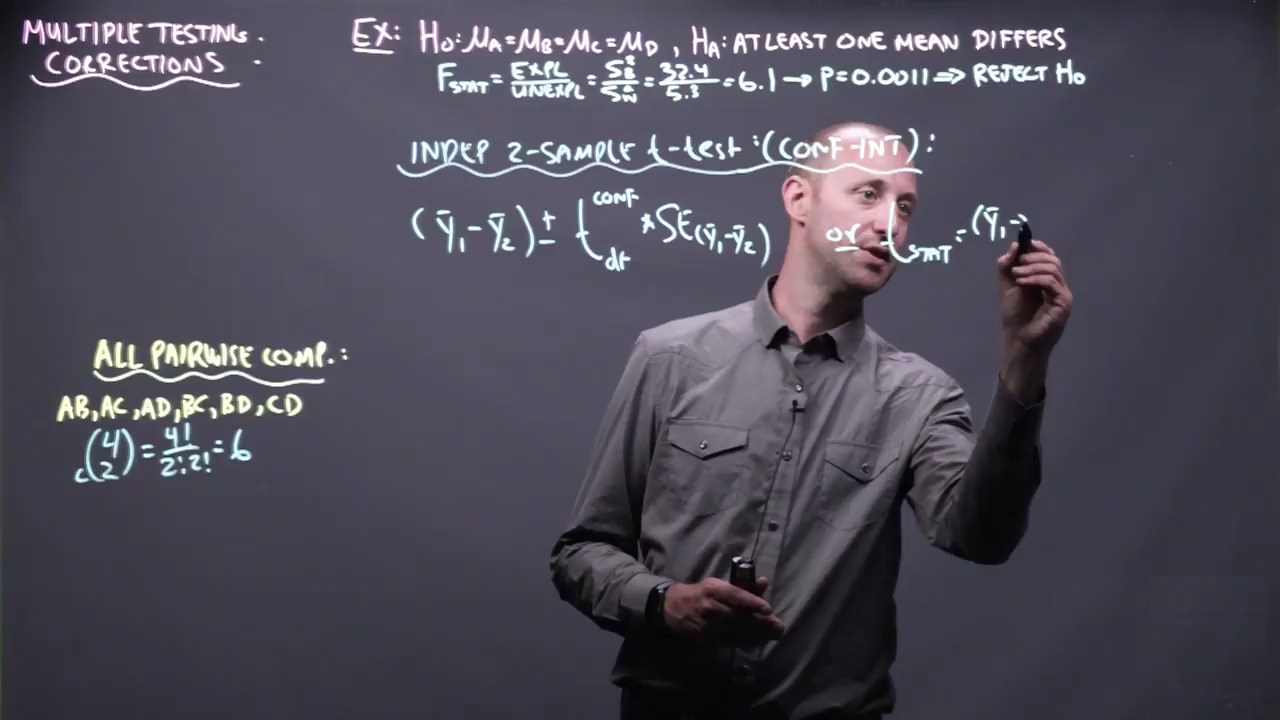 MULTIPLE TESTING
CORRECTIONS :
EX: H₀: μA = μB = μC = μD , HA: AT LEAST ONE MEAN DIFFERS
FSTAT = EXPL/UNEXPL = S²B/S²W = 32.4/5.3 = 6.1 → P=0.0011 ⇒ REJECT H₀
INDEP 2-SAMPLE t-test: (CONF-INT):
(ȳ₁-ȳ₂) ± t CONF df * SE(ȳ₁-ȳ₂) or tSTAT = (ȳ₁-
ALL PAIRWISE COMP.:
AB, AC, AD, BC, BD, CD
(4 2) = 4!/2!2! = 6